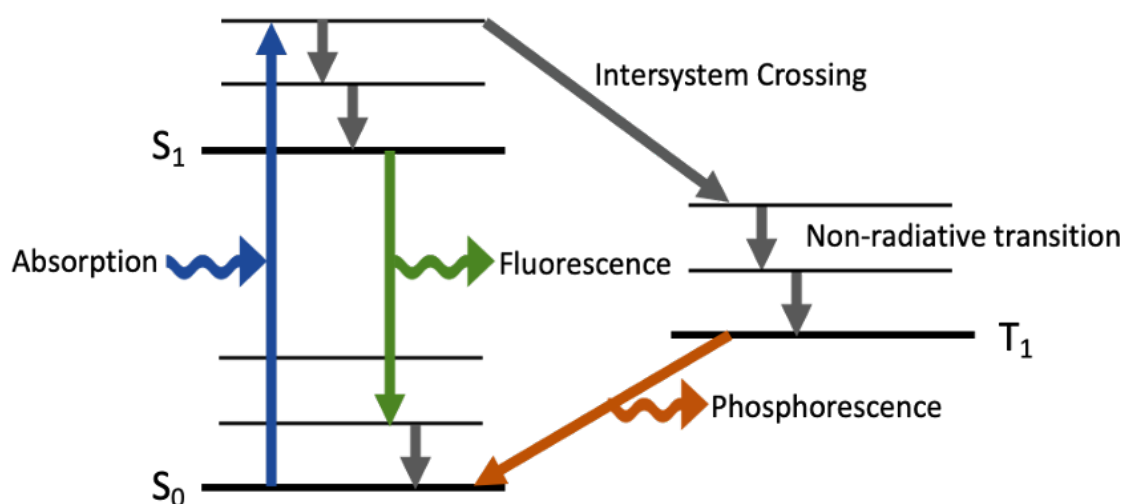 Intersystem Crossing
S₁
Non-radiative transition
Absorption
Fluorescence
T₁
Phosphorescence
S₀